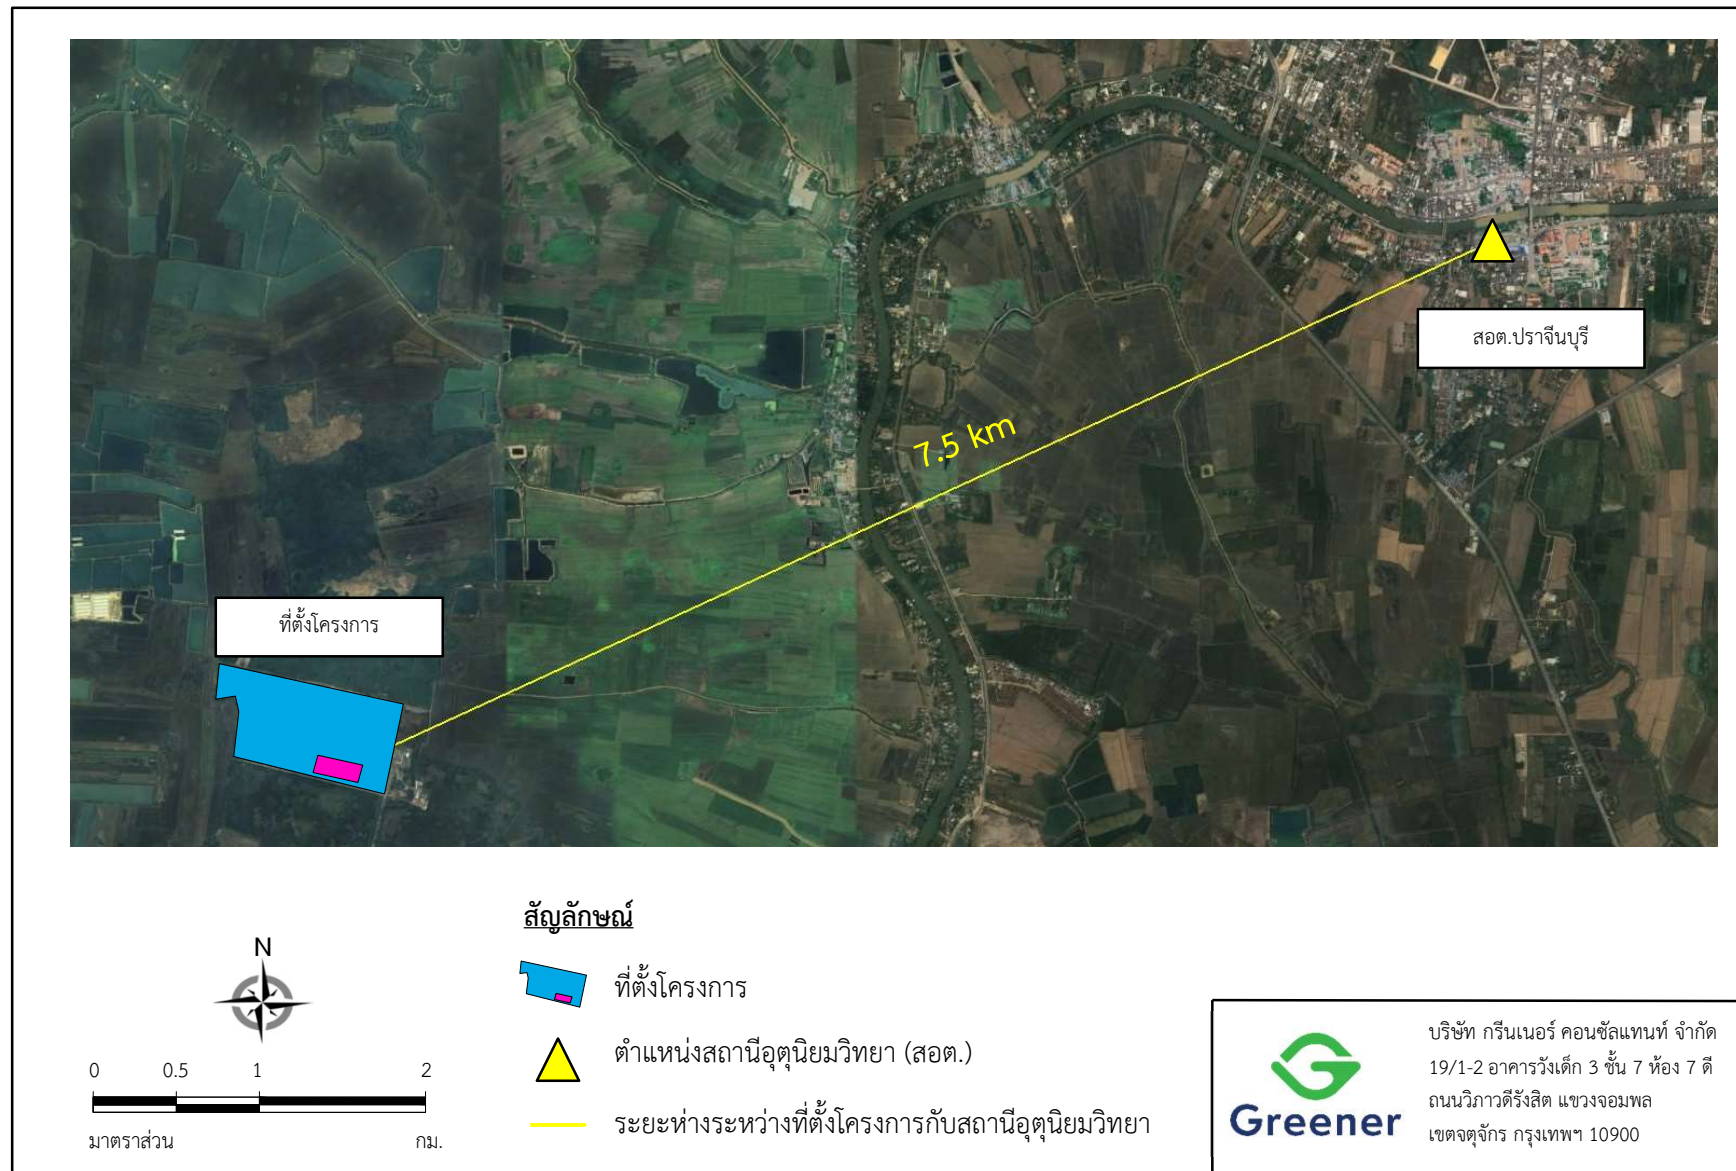 สอต.ปราจีนบุรี
7.5 km
ที่ตั้งโครงการ
สัญลักษณ์
ที่ตั้งโครงการ
ตำแหน่งสถานีอุตุนิยมวิทยา (สอต.)
ระยะห่างระหว่างที่ตั้งโครงการกับสถานีอุตุนิยมวิทยา
N
0 0.5 1 2
มาตราส่วน กม.
Greener
บริษัท กรีนเนอร์ คอนซัลแทนท์ จำกัด
19/1-2 อาคารวังเด็ก 3 ชั้น 7 ห้อง 7 ดี
ถนนวิภาวดีรังสิต แขวงจอมพล
เขตจตุจักร กรุงเทพฯ 10900